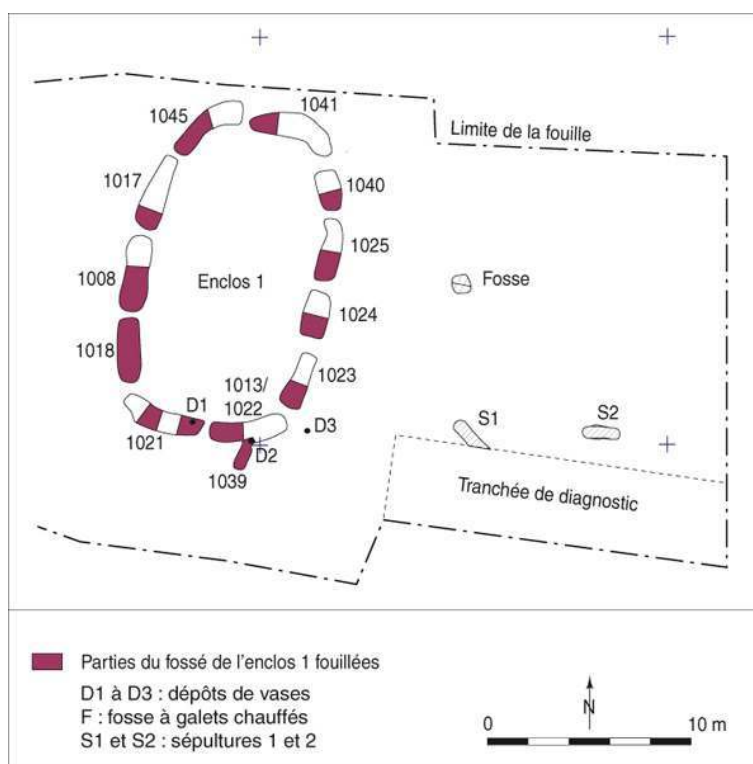 1041
1045
Limite de la fouille
1017
1040
1025
1008
Enclos 1
Fosse
1024
1018
1023
1013/
1022
D1
D3
S1
S2
1021
D2
1039
Tranchée de diagnostic
Parties du fossé de l'enclos 1 fouillées
D1 à D3 : dépôts de vases
F : fosse à galets chauffés
S1 et S2 : sépultures 1 et 2
N
0 10 m